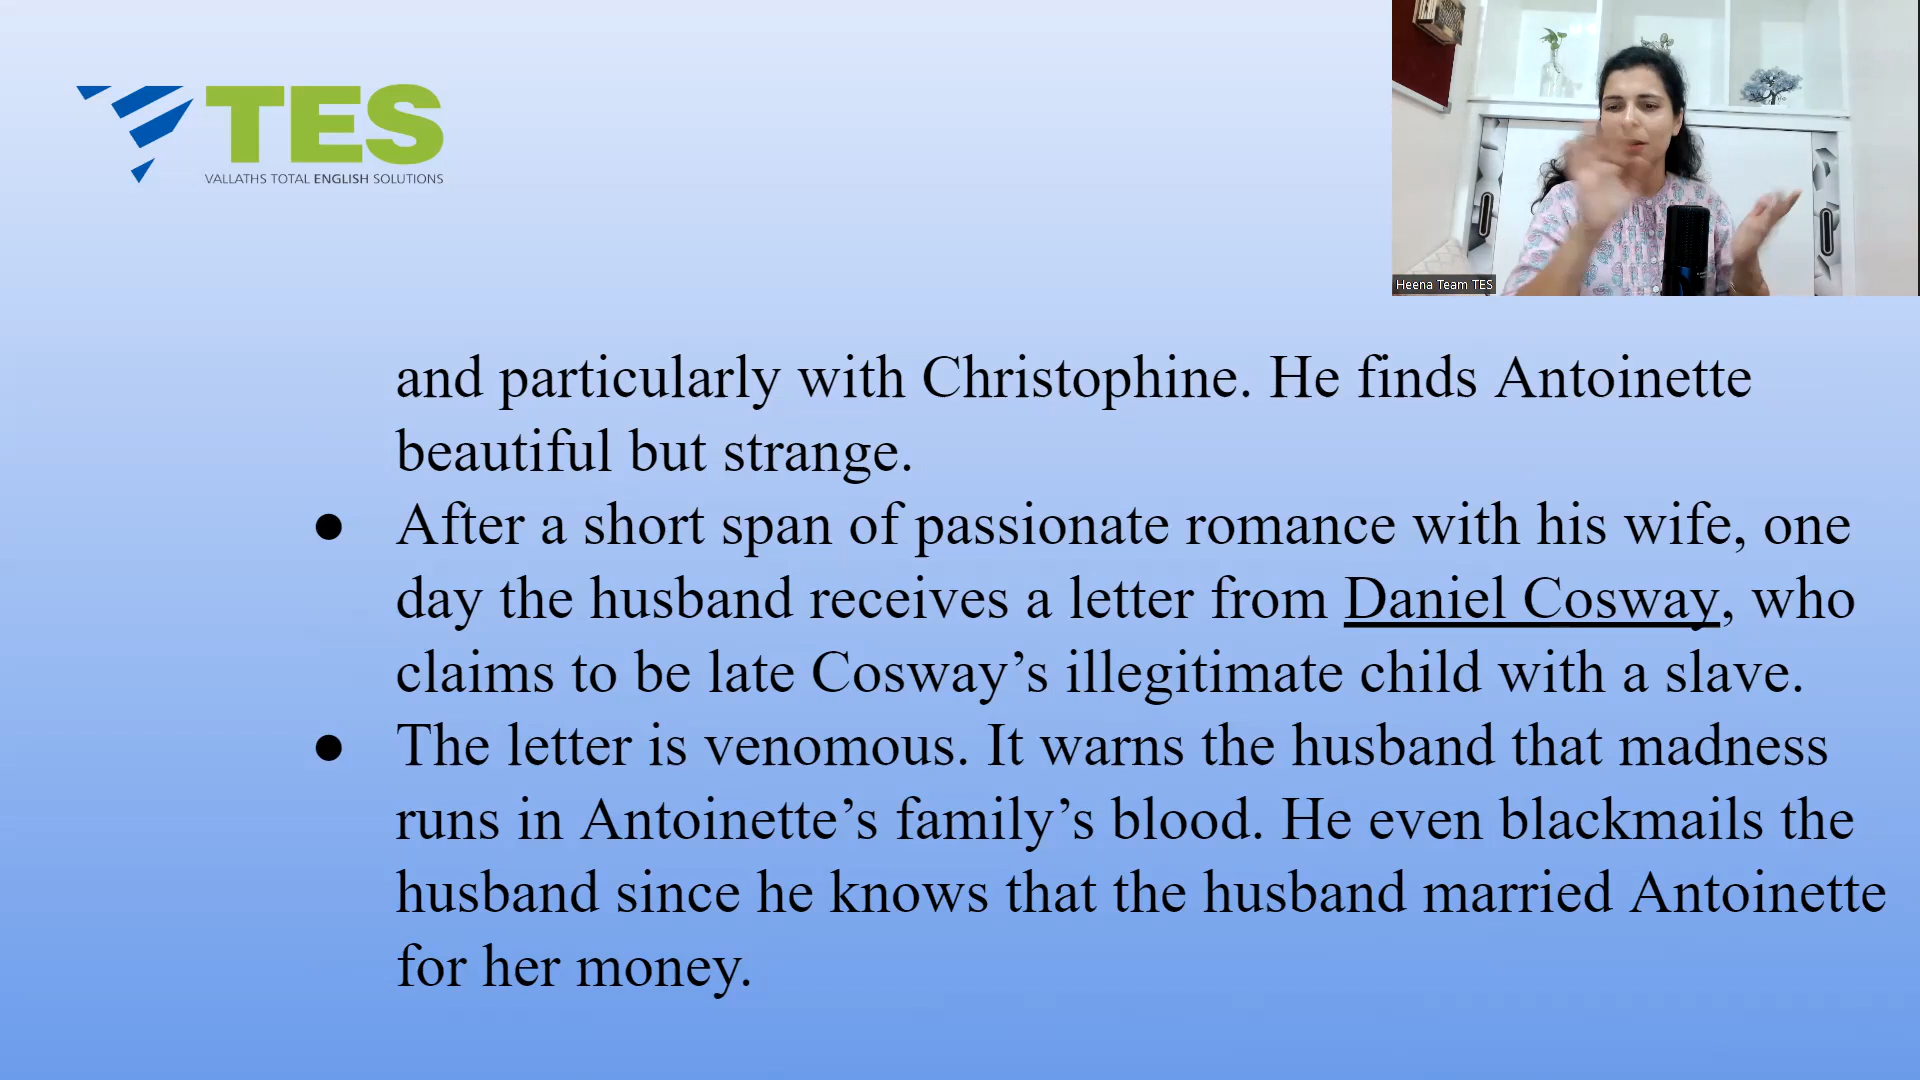 TES
VALLATHS TOTAL ENGLISH SOLUTIONS
Heena Team TES
and particularly with Christophine. He finds Antoinette
beautiful but strange.
● After a short span of passionate romance with his wife, one
day the husband receives a letter from Daniel Cosway, who
claims to be late Cosway’s illegitimate child with a slave.
● The letter is venomous. It warns the husband that madness
runs in Antoinette’s family’s blood. He even blackmails the
husband since he knows that the husband married Antoinette
for her money.